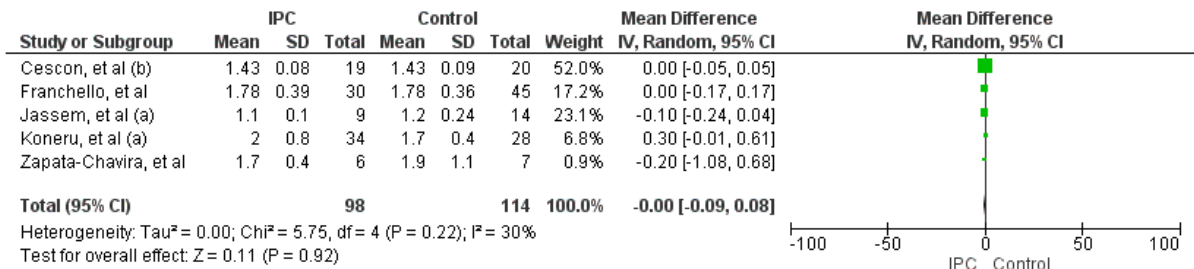 IPC Control Mean Difference Mean Difference
Study or Subgroup Mean SD Total Mean SD Total Weight IV, Random, 95% CI IV, Random, 95% CI
Cescon, et al (b) 1.43 0.08 19 1.43 0.09 20 52.0% 0.00 [-0.05, 0.05]
Franchello, et al 1.78 0.39 30 1.78 0.36 45 17.2% 0.00 [-0.17, 0.17]
Jassem, et al (a) 1.1 0.1 9 1.2 0.24 14 23.1% -0.10 [-0.24, 0.04]
Koneru, et al (a) 2 0.8 34 1.7 0.4 28 6.8% 0.30 [-0.01, 0.61]
Zapata-Chavira, et al 1.7 0.4 6 1.9 1.1 7 0.9% -0.20 [-1.08, 0.68]
Total (95% CI) 98 114 100.0% -0.00 [-0.09, 0.08]
Heterogeneity: Tau² = 0.00; Chi² = 5.75, df = 4 (P = 0.22); I² = 30%
Test for overall effect: Z = 0.11 (P = 0.92)
-100 -50 0 50 100
IPC Control